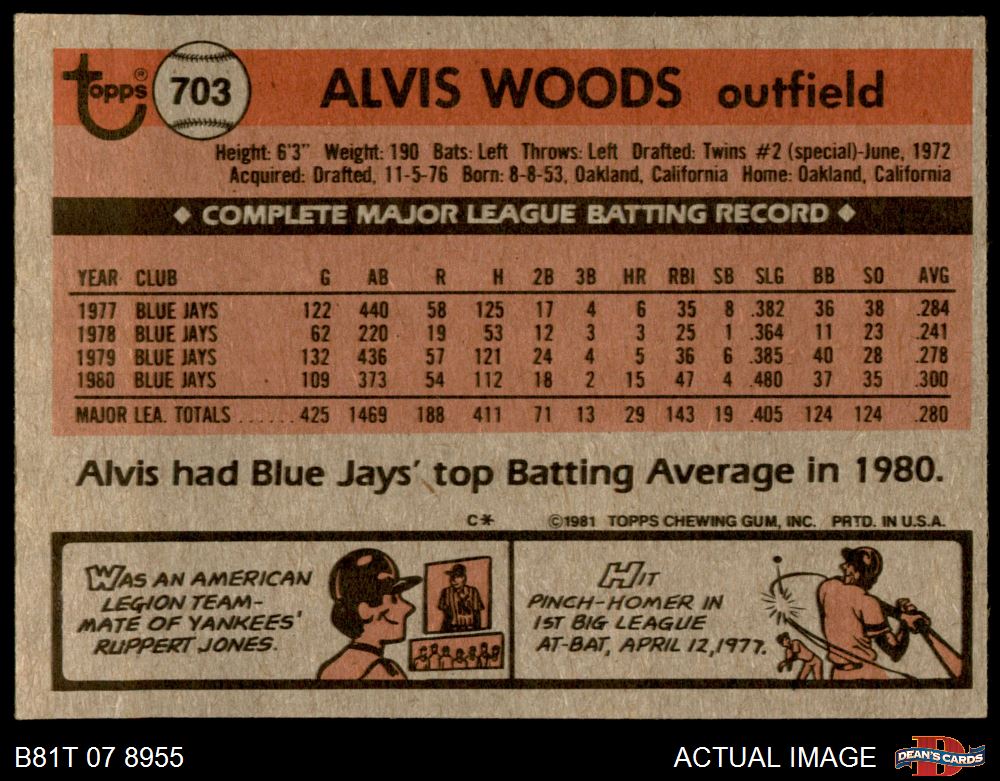 topps® 703 ALVIS WOODS outfield
Height: 6'3" Weight: 190 Bats: Left Throws: Left Drafted: Twins #2 (special)-June, 1972
Acquired: Drafted, 11-5-76 Born: 8-8-53, Oakland, California Home: Oakland, California
◆ COMPLETE MAJOR LEAGUE BATTING RECORD ◆
YEAR CLUB G AB R H 2B 3B HR RBI SB SLG BB SO AVG
1977 BLUE JAYS 122 440 58 125 17 4 6 35 8 .382 36 38 .284
1978 BLUE JAYS 62 220 19 53 12 3 3 25 1 .364 11 23 .241
1979 BLUE JAYS 132 436 57 121 24 4 5 36 6 .385 40 28 .278
1980 BLUE JAYS 109 373 54 112 18 2 15 47 4 .480 37 35 .300
MAJOR LEA. TOTALS ...... 425 1469 188 411 71 13 29 143 19 .405 124 124 .280
Alvis had Blue Jays' top Batting Average in 1980.
C* ©1981 TOPPS CHEWING GUM, INC. PRTD. IN U.S.A.
WAS AN AMERICAN
LEGION TEAM-
MATE OF YANKEES'
RUPPERT JONES.
HIT
PINCH-HOMER IN
1ST BIG LEAGUE
AT-BAT, APRIL 12, 1977.
B81T 07 8955 ACTUAL IMAGE DEAN'S CARDS